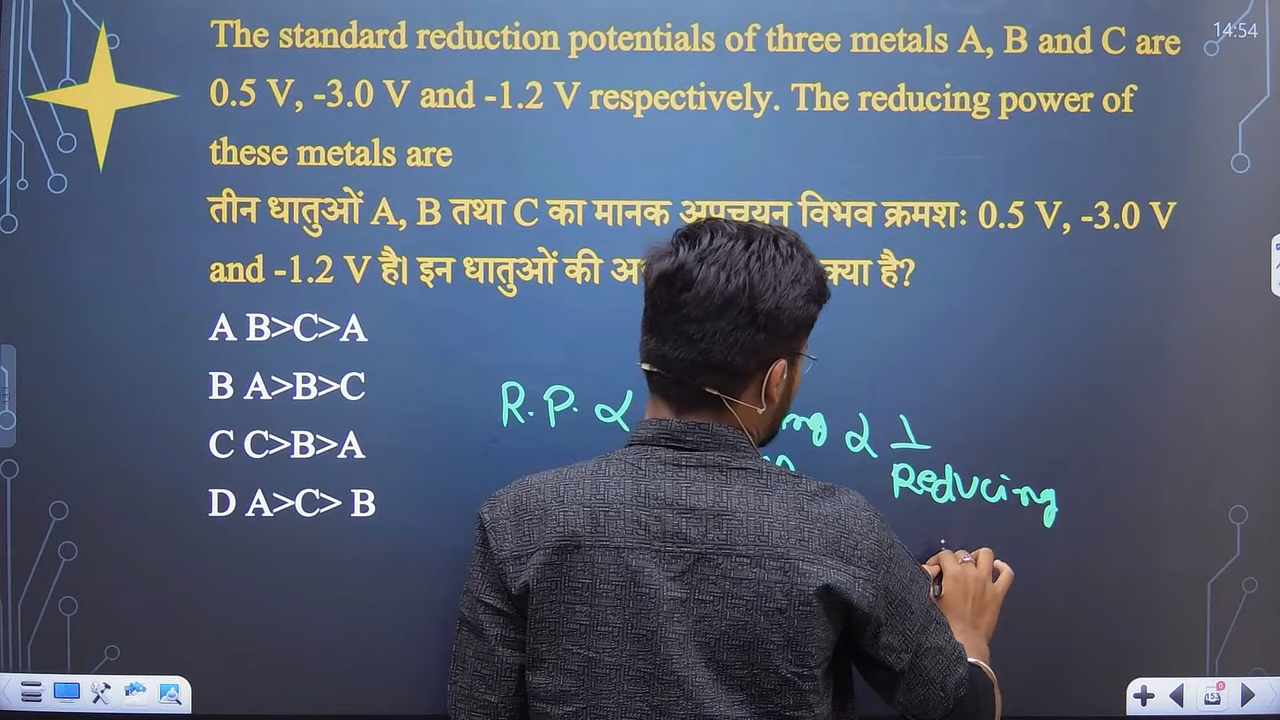 14:54
The standard reduction potentials of three metals A, B and C are
0.5 V, -3.0 V and -1.2 V respectively. The reducing power of
these metals are
तीन धातुओं A, B तथा C का मानक अपचयन विभव क्रमशः 0.5 V, -3.0 V
and -1.2 V है। इन धातुओं की क्या है?
A B>C>A
B A>B>C
C C>B>A
D A>C> B
R.P. α α 1
Reducing